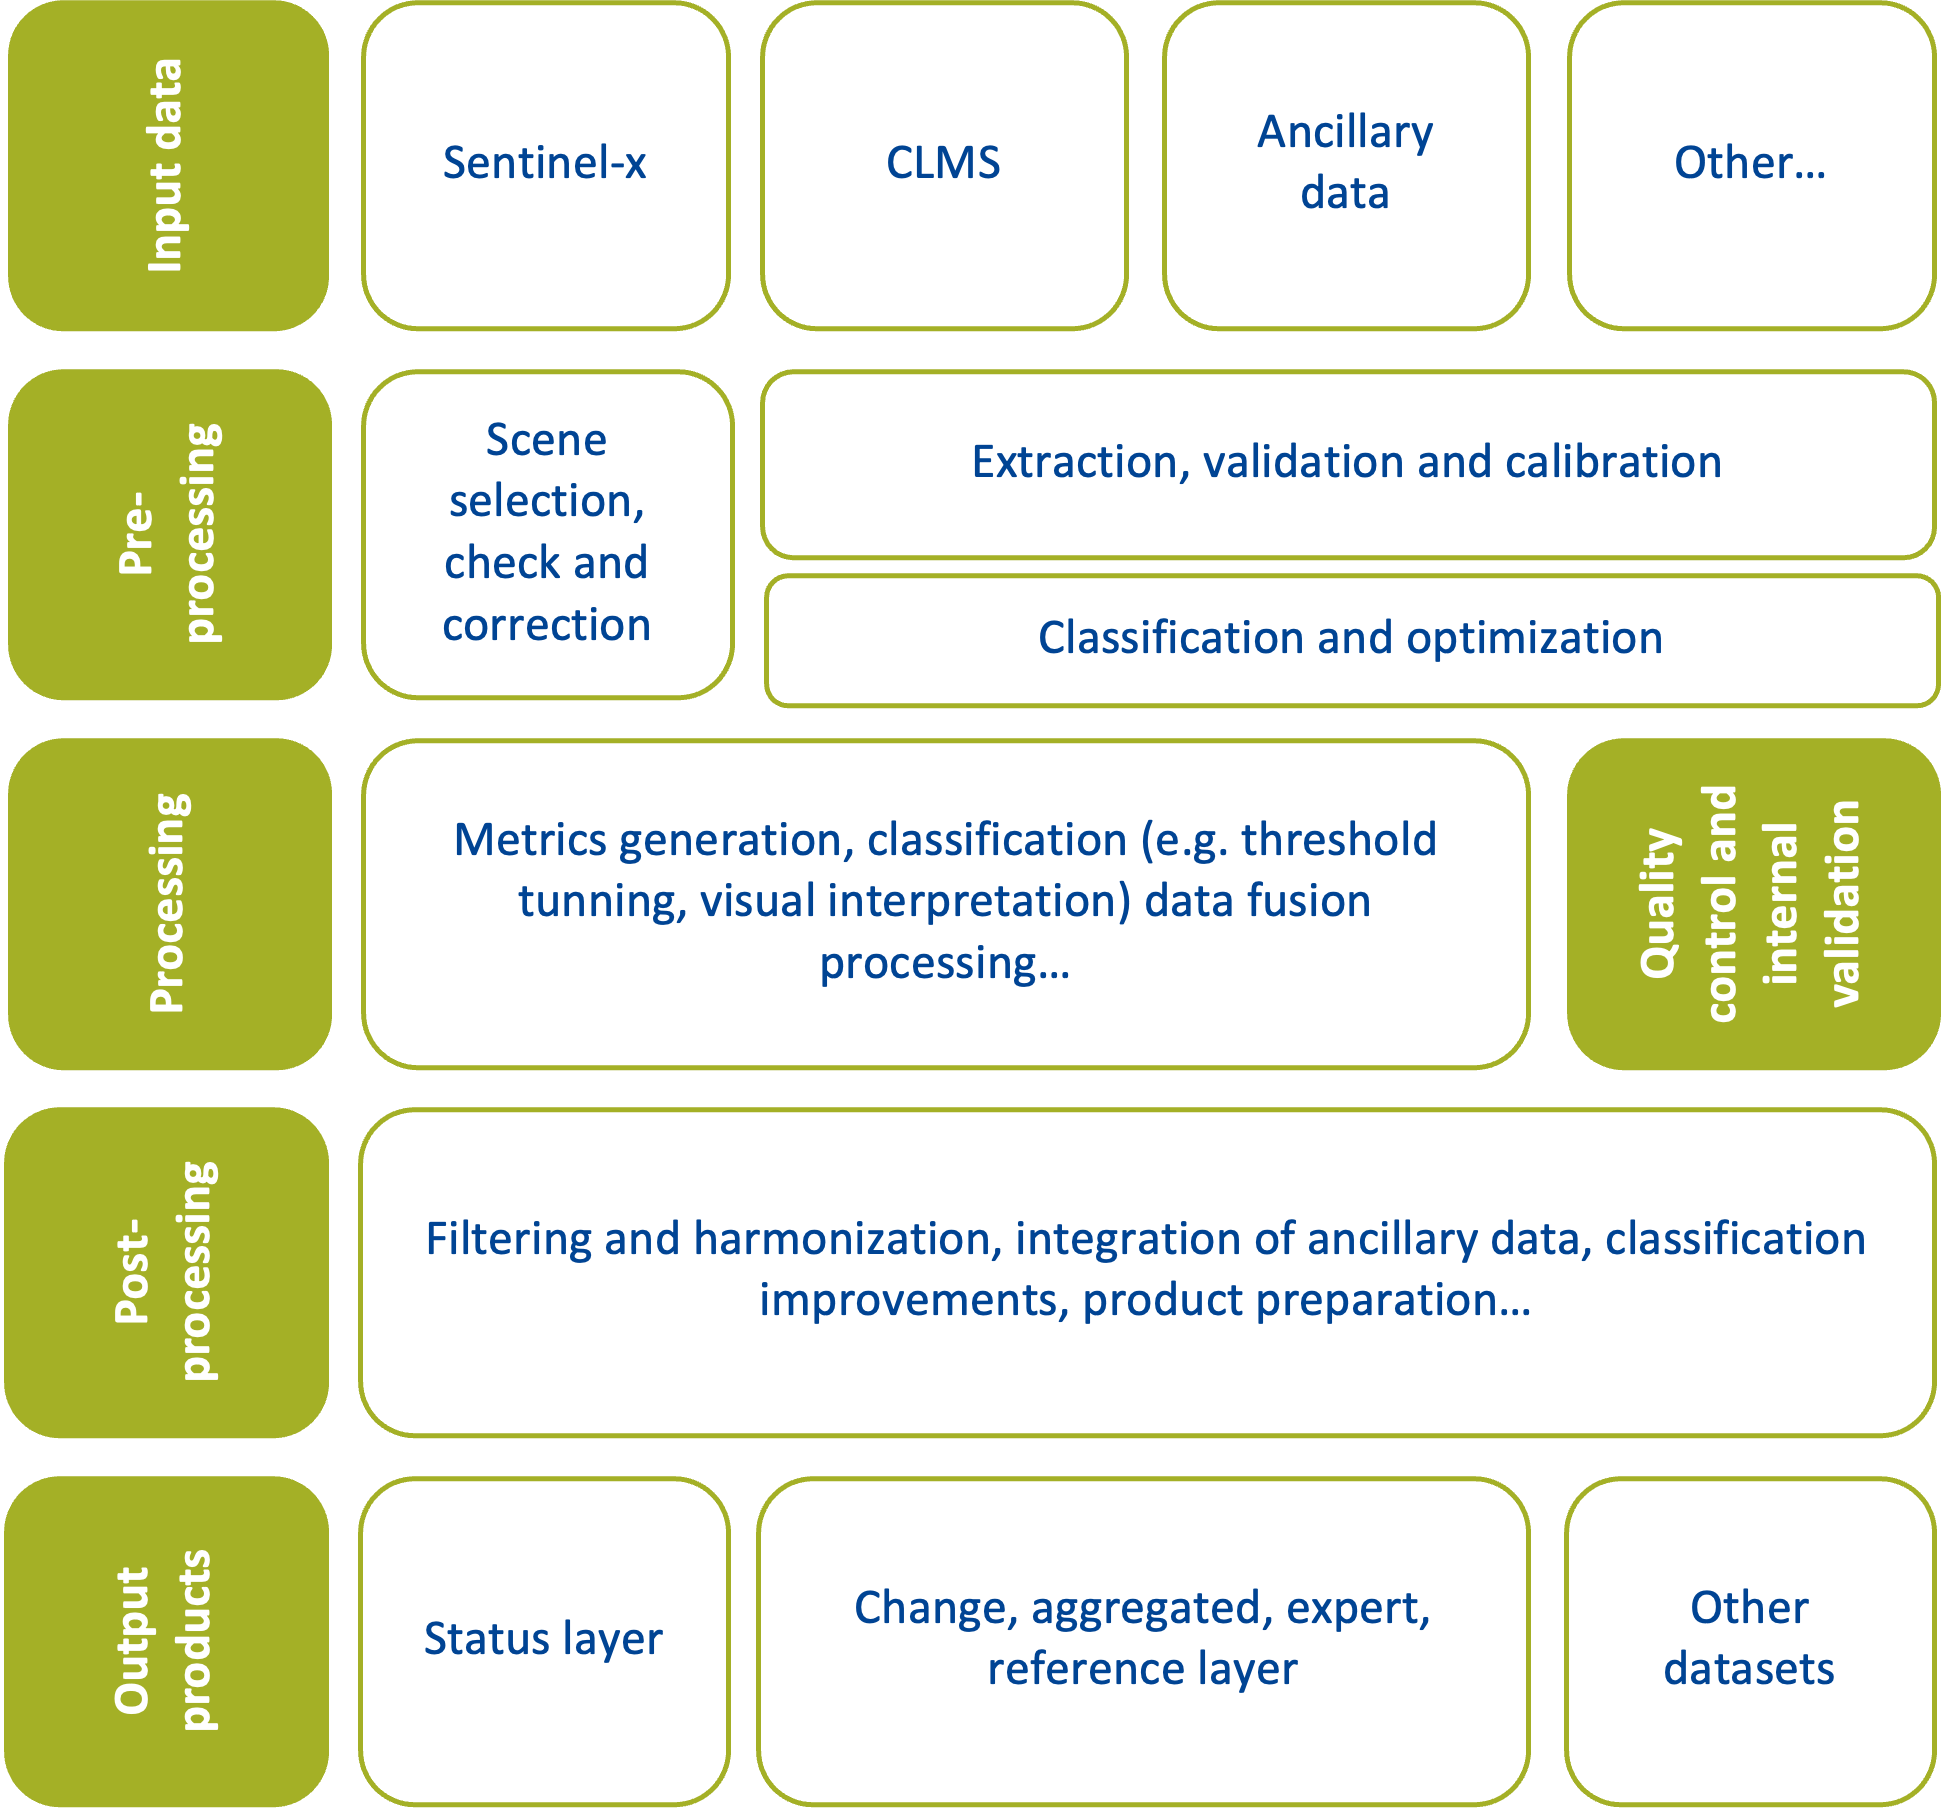 Input data
Sentinel-x
CLMS
Ancillary
data
Other...
Pre-
processing
Scene
selection,
check and
correction
Extraction, validation and calibration
Classification and optimization
Processing
Metrics generation, classification (e.g. threshold
tunning, visual interpretation) data fusion
processing...
Quality
control and
internal
validation
Post-
processing
Filtering and harmonization, integration of ancillary data, classification
improvements, product preparation...
Output
products
Status layer
Change, aggregated, expert,
reference layer
Other
datasets